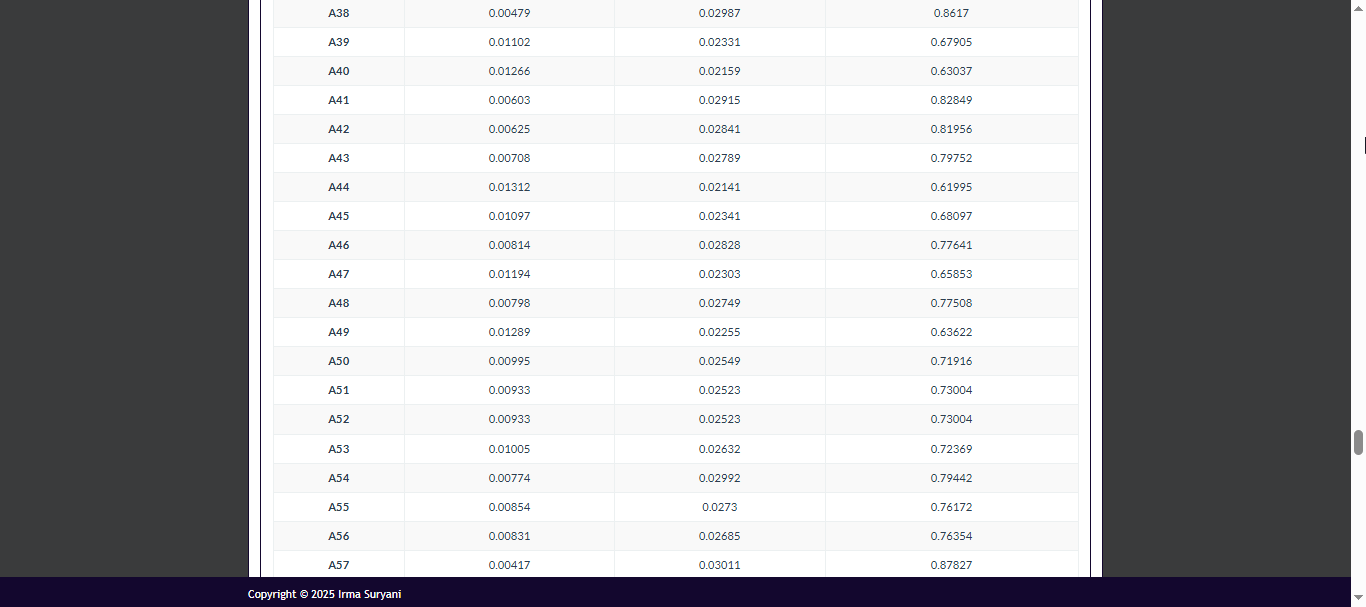 A38 0.00479 0.02987 0.8617
A39 0.01102 0.02331 0.67905
A40 0.01266 0.02159 0.63037
A41 0.00603 0.02915 0.82849
A42 0.00625 0.02841 0.81956
A43 0.00708 0.02789 0.79752
A44 0.01312 0.02141 0.61995
A45 0.01097 0.02341 0.68097
A46 0.00814 0.02828 0.77641
A47 0.01194 0.02303 0.65853
A48 0.00798 0.02749 0.77508
A49 0.01289 0.02255 0.63622
A50 0.00995 0.02549 0.71916
A51 0.00933 0.02523 0.73004
A52 0.00933 0.02523 0.73004
A53 0.01005 0.02632 0.72369
A54 0.00774 0.02992 0.79442
A55 0.00854 0.0273 0.76172
A56 0.00831 0.02685 0.76354
A57 0.00417 0.03011 0.87827
Copyright © 2025 Irma Suryani